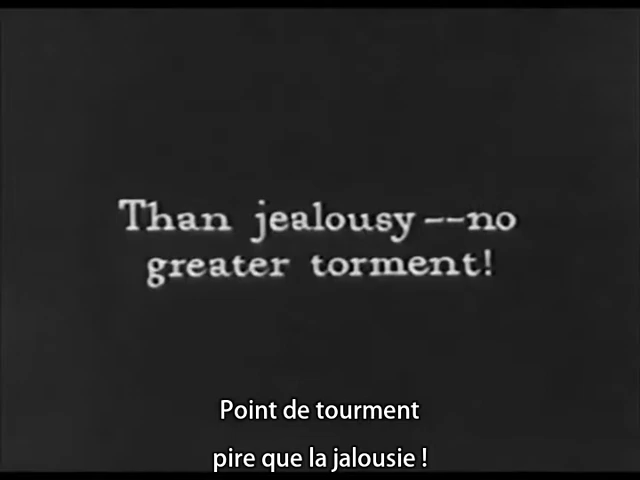 Than jealousy--no
greater torment!
Point de tourment
pire que la jalousie !